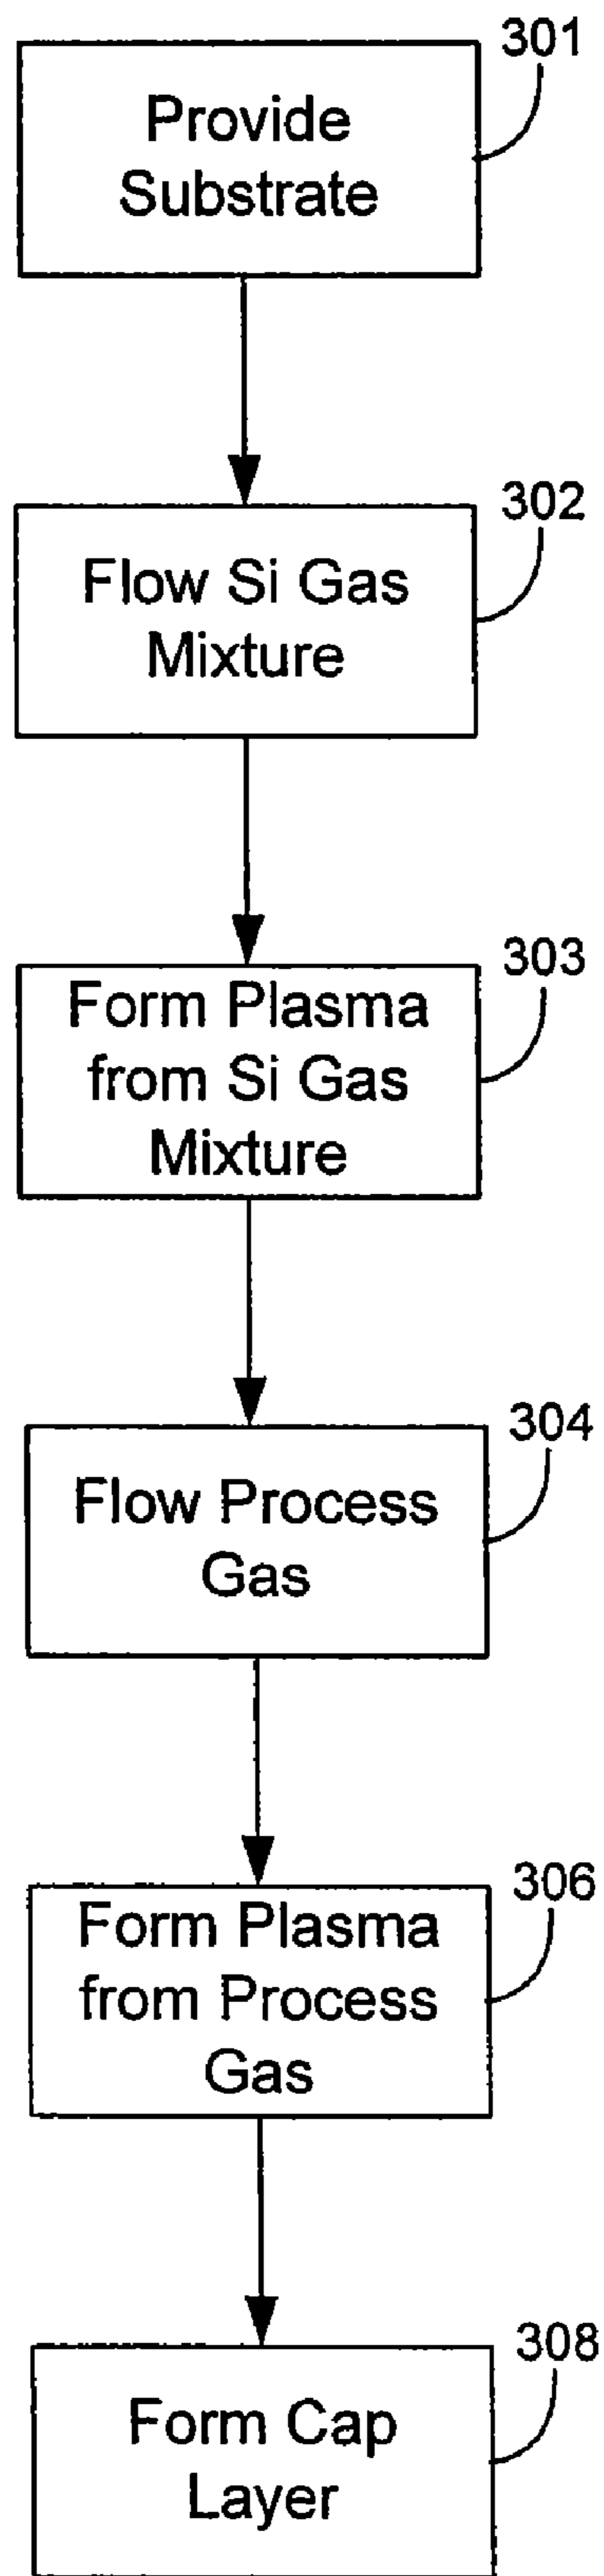 301
Provide
Substrate
302
Flow Si Gas
Mixture
303
Form Plasma
from Si Gas
Mixture
304
Flow Process
Gas
306
Form Plasma
from Process
Gas
308
Form Cap
Layer